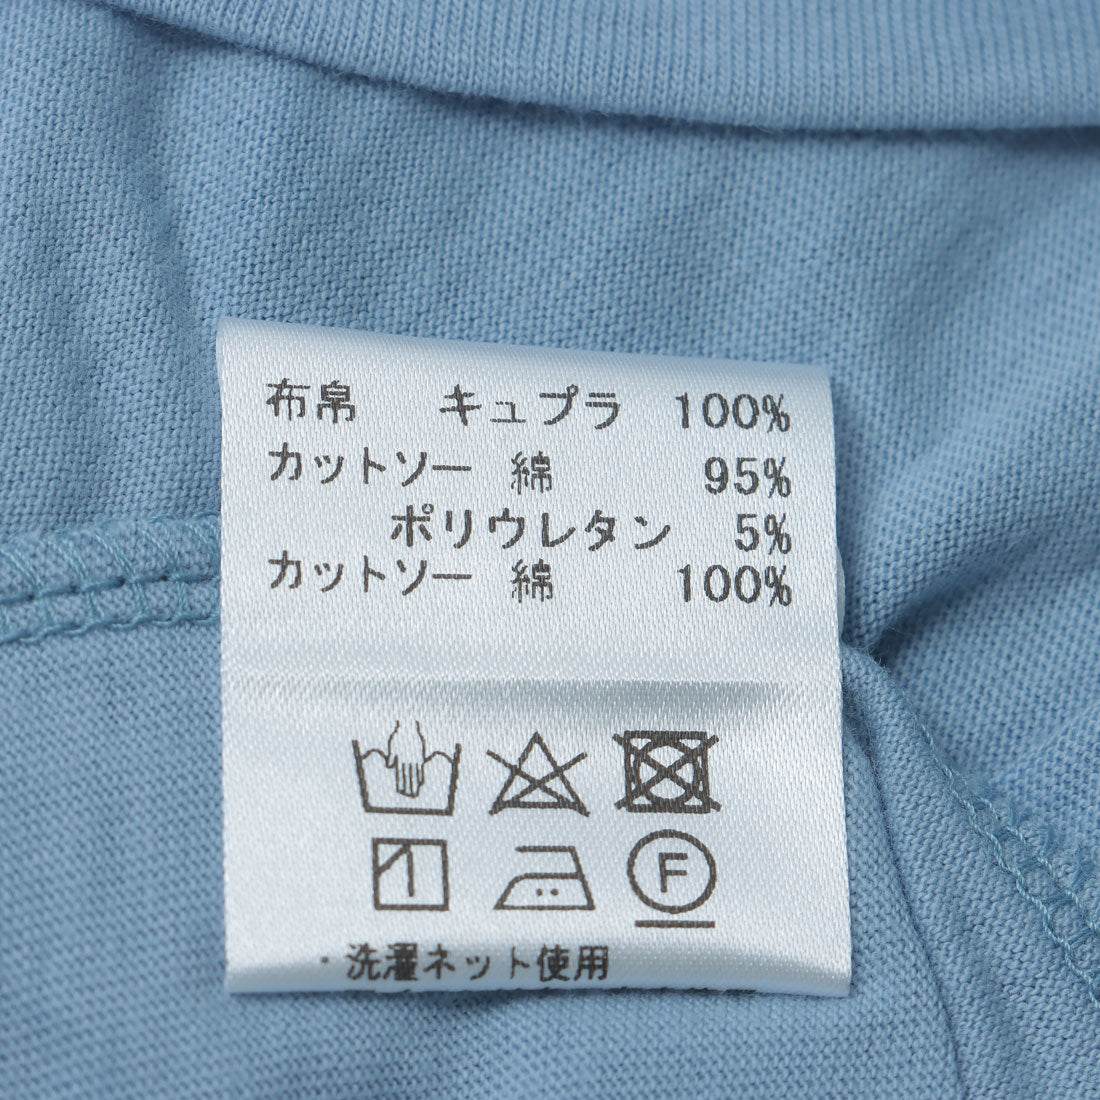 布帛 キュプラ 100%
カットソー 綿 95%
ポリウレタン 5%
カットソー 綿 100%
F
・洗濯ネット使用